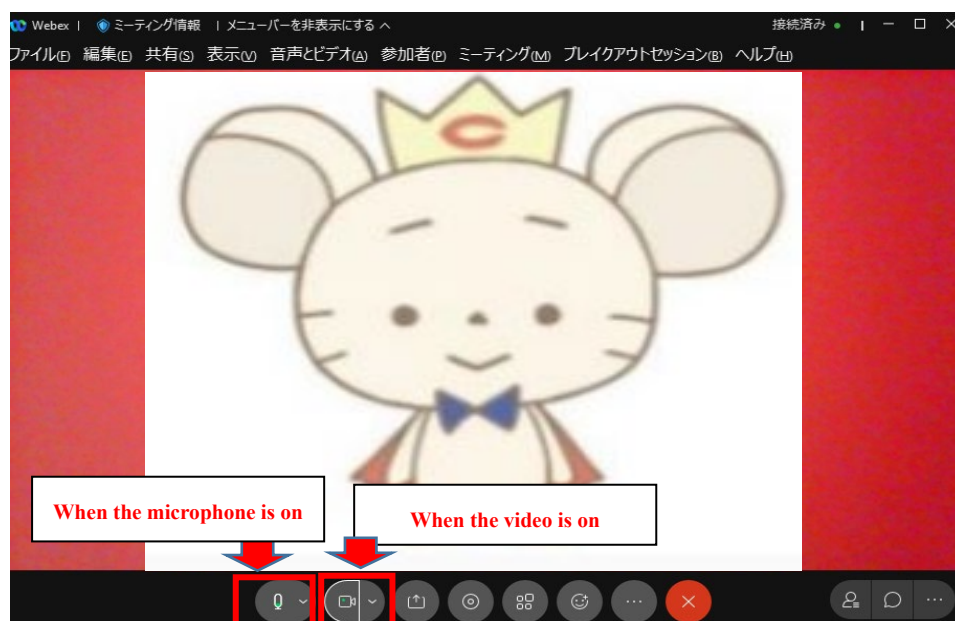 Webex | ミーティング情報 | メニューバーを非表示にする ヘ 接続済み
ファイル(F) 編集(E) 共有(S) 表示(V) 音声とビデオ(A) 参加者(P) ミーティング(M) ブレイクアウトセッション(B) ヘルプ(H)
C
When the microphone is on
When the video is on